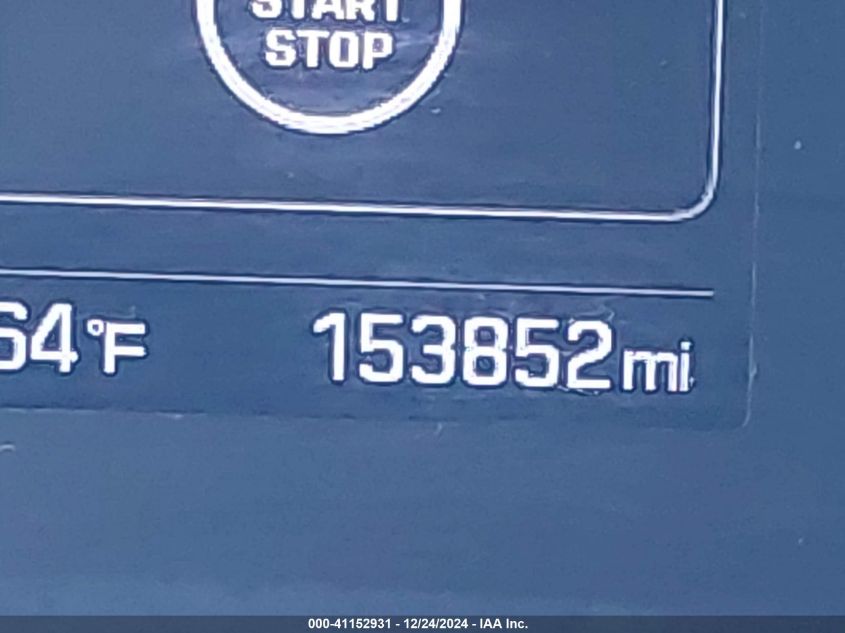 START
STOP
64°F 153852mi
000-41152931 - 12/24/2024 - IAA Inc.